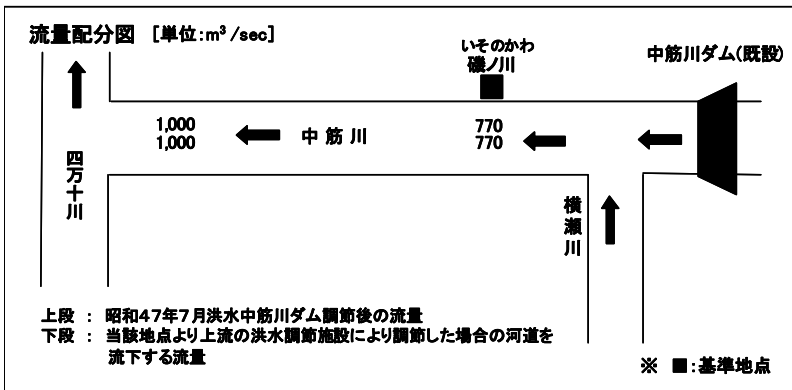 流量配分図 [単位:m³/sec]
いそのかわ
磯ノ川
中筋川ダム(既設)
1,000
1,000
中筋川
770
770
四万十川
横瀬川
上段 : 昭和47年7月洪水中筋川ダム調節後の流量
下段 : 当該地点より上流の洪水調節施設により調節した場合の河道を
流下する流量
※ ■:基準地点